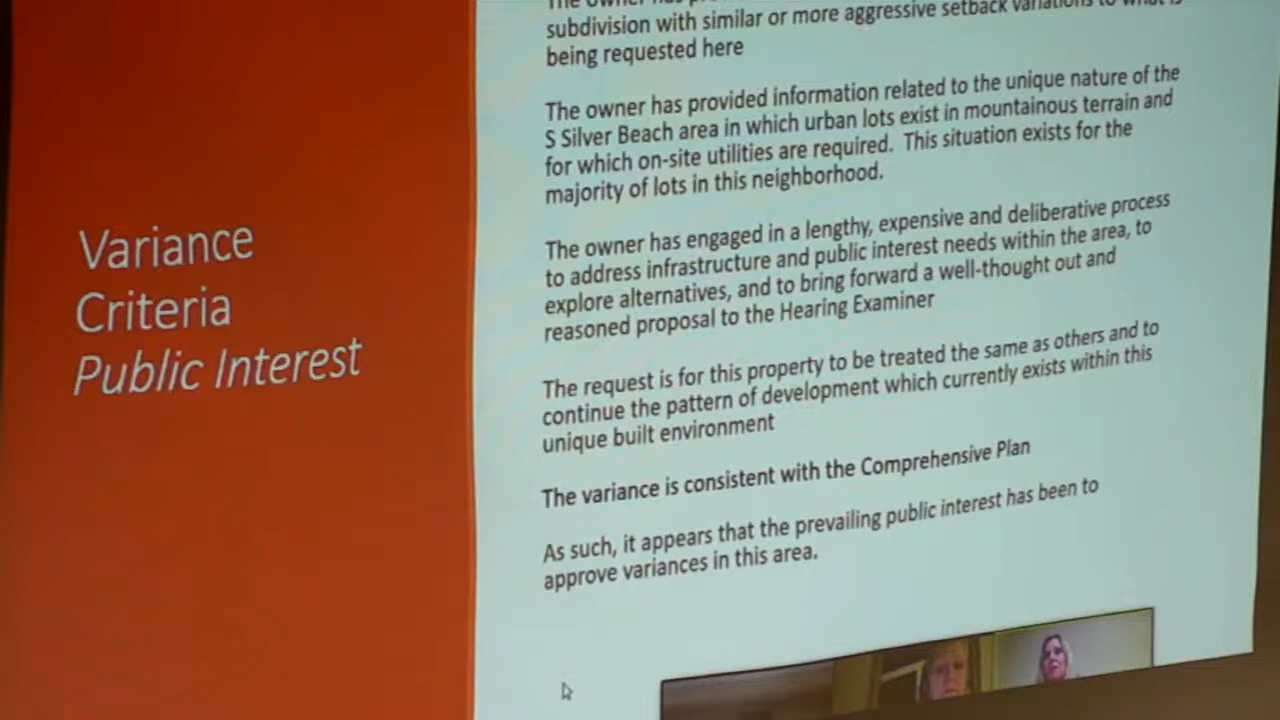 Variance
Criteria
Public Interest
The owner has
subdivision with similar or more aggressive setback variations to what is
being requested here
The owner has provided information related to the unique nature of the
S Silver Beach area in which urban lots exist in mountainous terrain and
for which on-site utilities are required. This situation exists for the
majority of lots in this neighborhood.
The owner has engaged in a lengthy, expensive and deliberative process
to address infrastructure and public interest needs within the area, to
explore alternatives, and to bring forward a well-thought out and
reasoned proposal to the Hearing Examiner
The request is for this property to be treated the same as others and to
continue the pattern of development which currently exists within this
unique built environment
The variance is consistent with the Comprehensive Plan
As such, it appears that the prevailing public interest has been to
approve variances in this area.